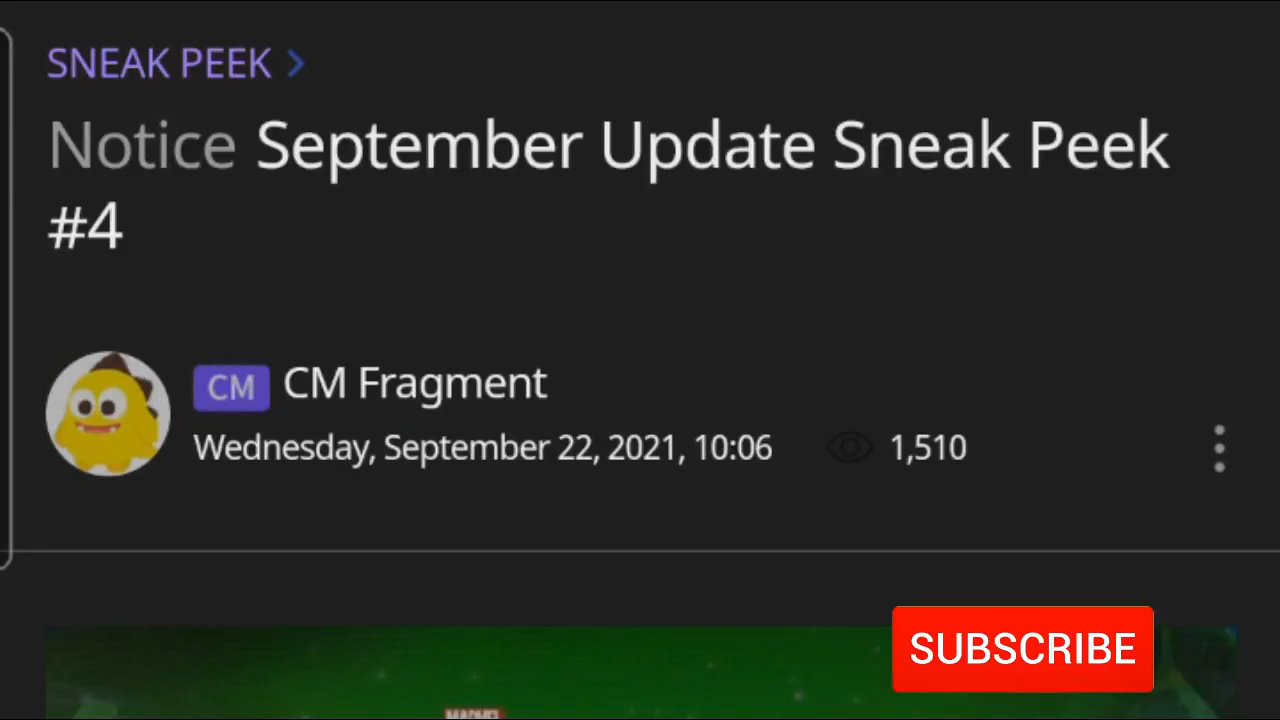 SNEAK PEEK >
Notice September Update Sneak Peek
#4
CM CM Fragment
Wednesday, September 22, 2021, 10:06 1,510
SUBSCRIBE
MARVEL